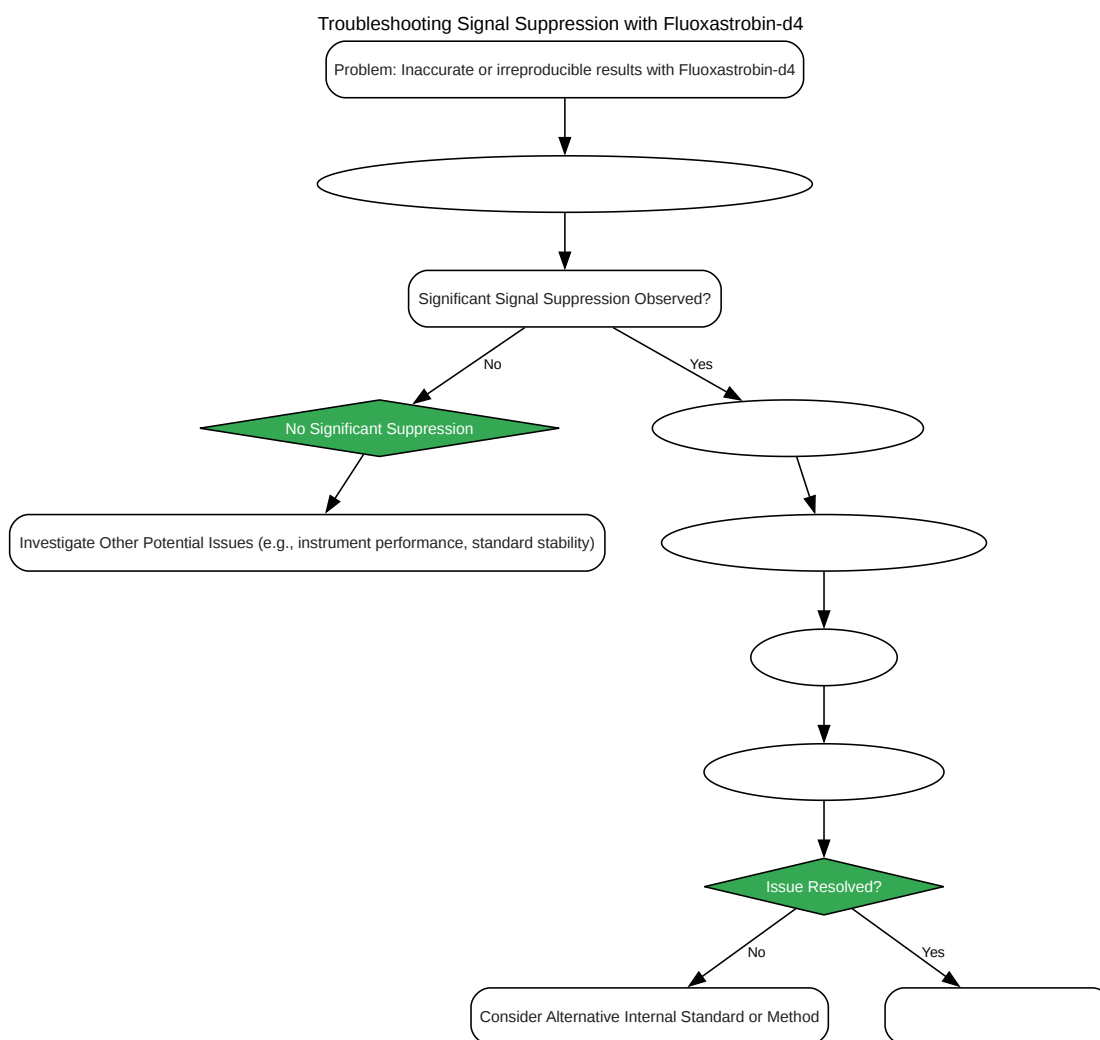 Troubleshooting Signal Suppression with Fluoxastrobin-d4
Problem: Inaccurate or irreproducible results with Fluoxastrobin-d4
Significant Signal Suppression Observed?
No
Yes
No Significant Suppression
Investigate Other Potential Issues (e.g., instrument performance, standard stability)
Issue Resolved?
No
Yes
Consider Alternative Internal Standard or Method